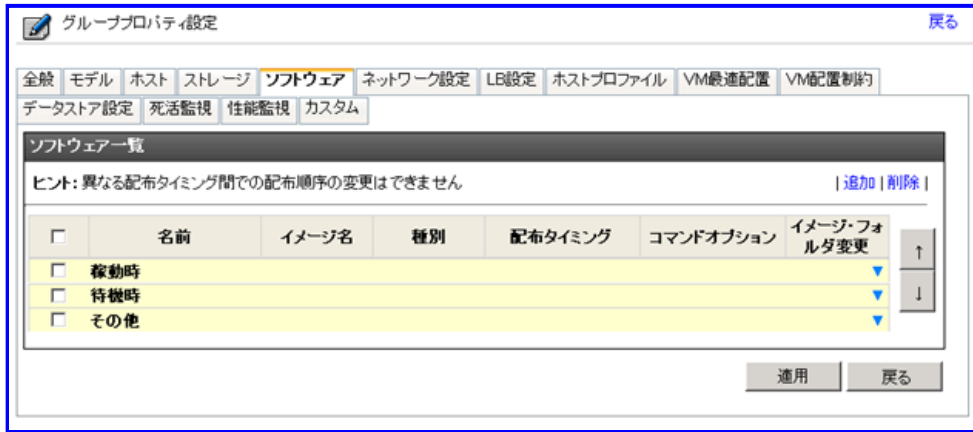 グループプロパティ設定 戻る
全般 モデル ホスト ストレージ ソフトウェア ネットワーク設定 LB設定 ホストプロファイル VM最適配置 VM配置制約
データストア設定 死活監視 性能監視 カスタム
ソフトウェア一覧
ヒント: 異なる配布タイミング間での配布順序の変更はできません | 追加 | 削除 |
名前 イメージ名 種別 配布タイミング コマンドオプション イメージ・フォ
ルダ変更
↑
稼動時 ▼
待機時 ▼
↓
その他 ▼
適用 戻る